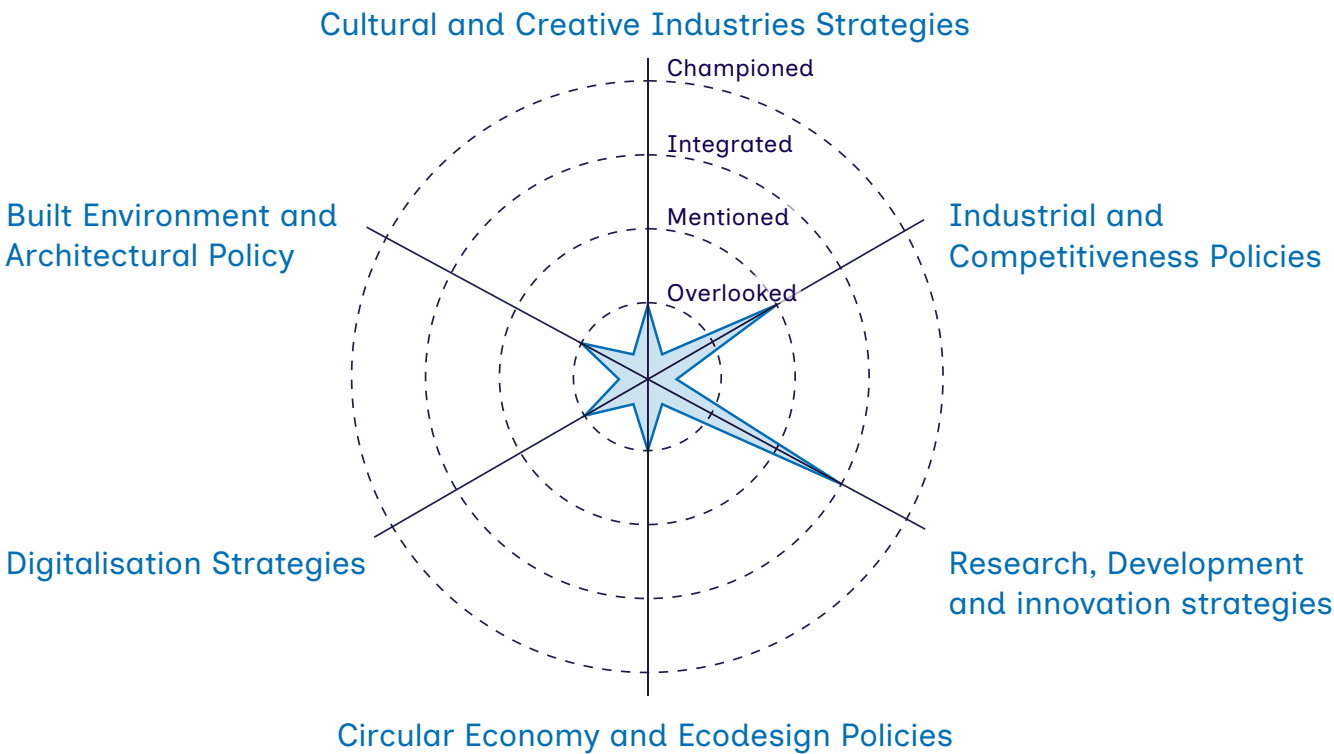 Cultural and Creative Industries Strategies
Championed
Integrated
Mentioned
Overlooked
Built Environment and
Architectural Policy
Industrial and
Competitiveness Policies
Digitalisation Strategies
Research, Development
and innovation strategies
Circular Economy and Ecodesign Policies